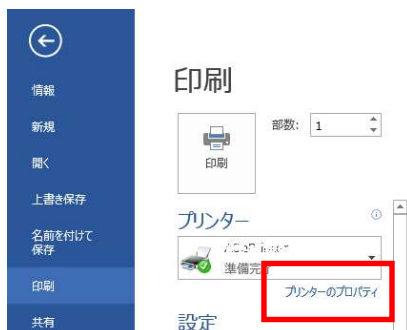 情報
新規
開く
上書き保存
名前を付けて
保存
印刷
共有
印刷
部数: 1
印刷
プリンター
準備完
プリンターのプロパティ
設定